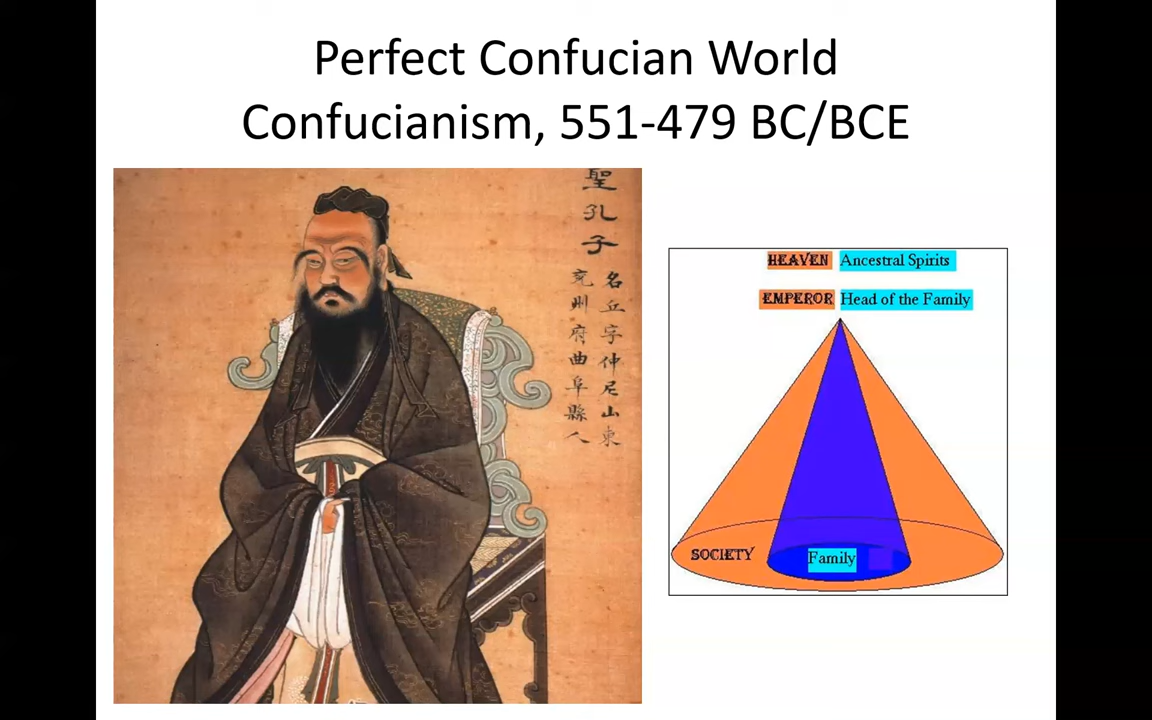 Perfect Confucian World
Confucianism, 551-479 BC/BCE
聖孔子
名丘字仲尼山東
兗州府曲阜縣人
HEAVEN Ancestral Spirits
EMPEROR Head of the Family
SOCIETY Family